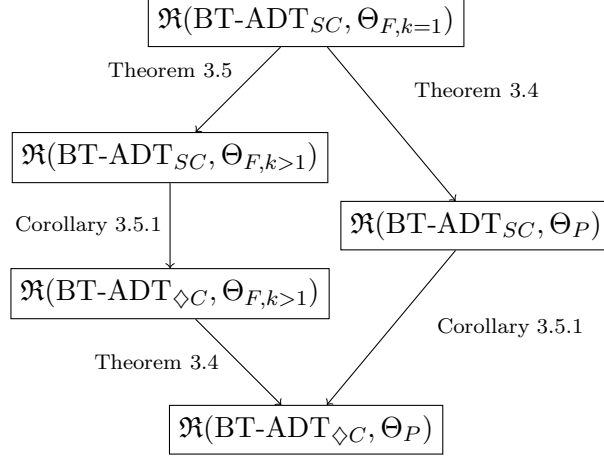 ℜ(BT-ADT_{SC}, Θ_{F,k=1})
Theorem 3.5
Theorem 3.4
ℜ(BT-ADT_{SC}, Θ_{F,k>1})
Corollary 3.5.1
ℜ(BT-ADT_{SC}, Θ_P)
ℜ(BT-ADT_{◇C}, Θ_{F,k>1})
Corollary 3.5.1
Theorem 3.4
ℜ(BT-ADT_{◇C}, Θ_P)